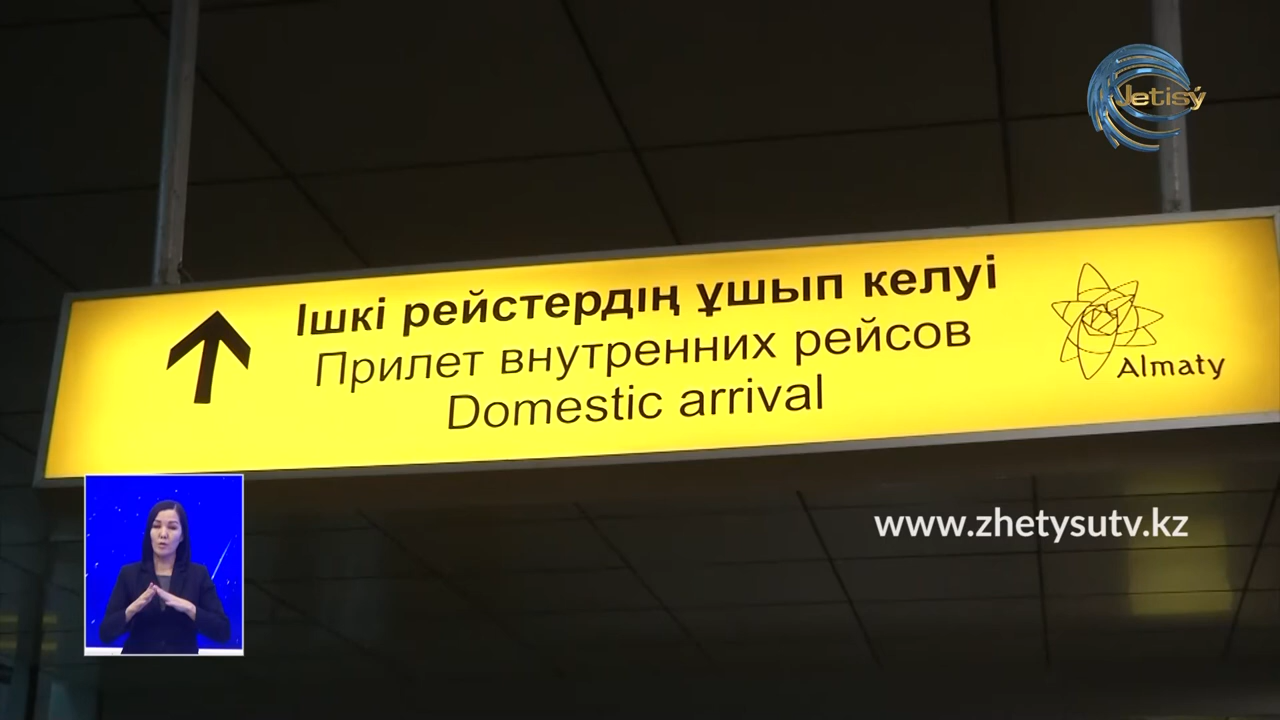 Jetisý
Ішкі рейстердің ұшып келуі
Прилет внутренних рейсов
Domestic arrival
Almaty
www.zhetysutv.kz